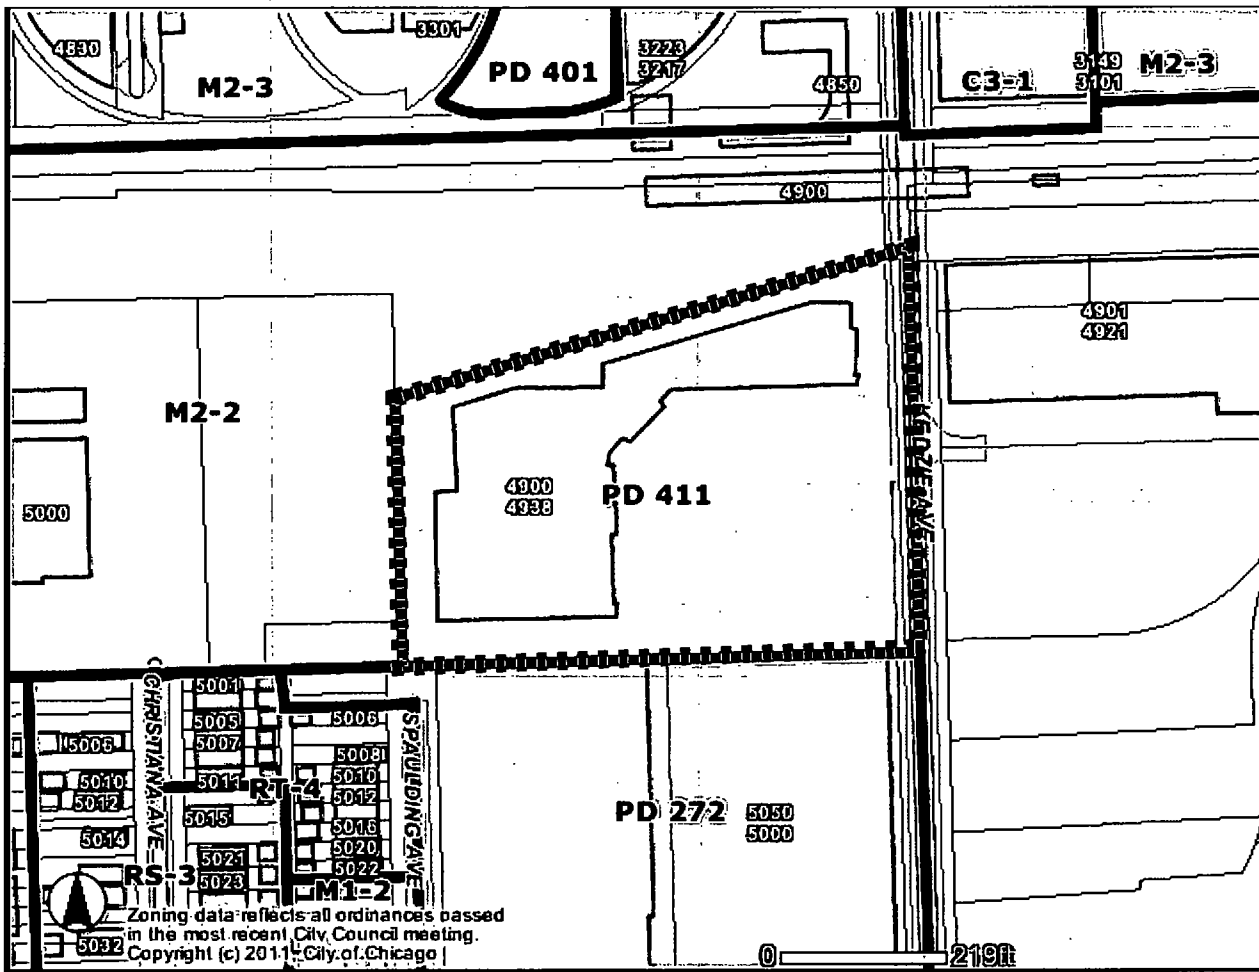 4830
3301
PD 401
3223
3217
M2-3
4850
C3-1
3149
3101
M2-3
4900
4901
4921
M2-2
KEDZIE AVE
4900
4938
PD 411
5000
CHRISTIANA AVE
5001
5005
5007
5011
RT-4
5015
5021
5023
5006
5010
5012
5014
RS-3
5032
5006
5008
5010
5012
5016
5020
5022
SPAULDING AVE
M1-2
PD 272
5050
5000
Zoning data reflects all ordinances passed
in the most recent City Council meeting.
Copyright (c) 2011, City of Chicago
0
219ft